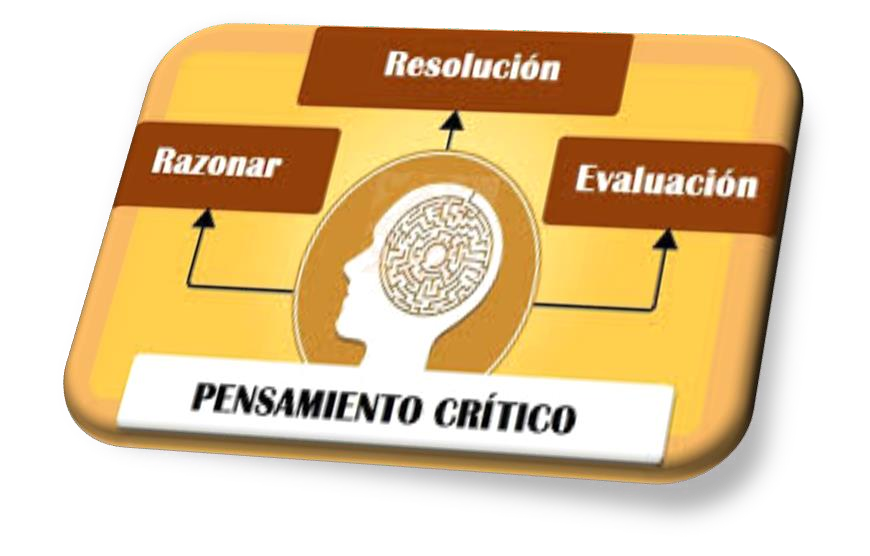 Resolución
Razonar
Evaluación
PENSAMIENTO CRÍTICO